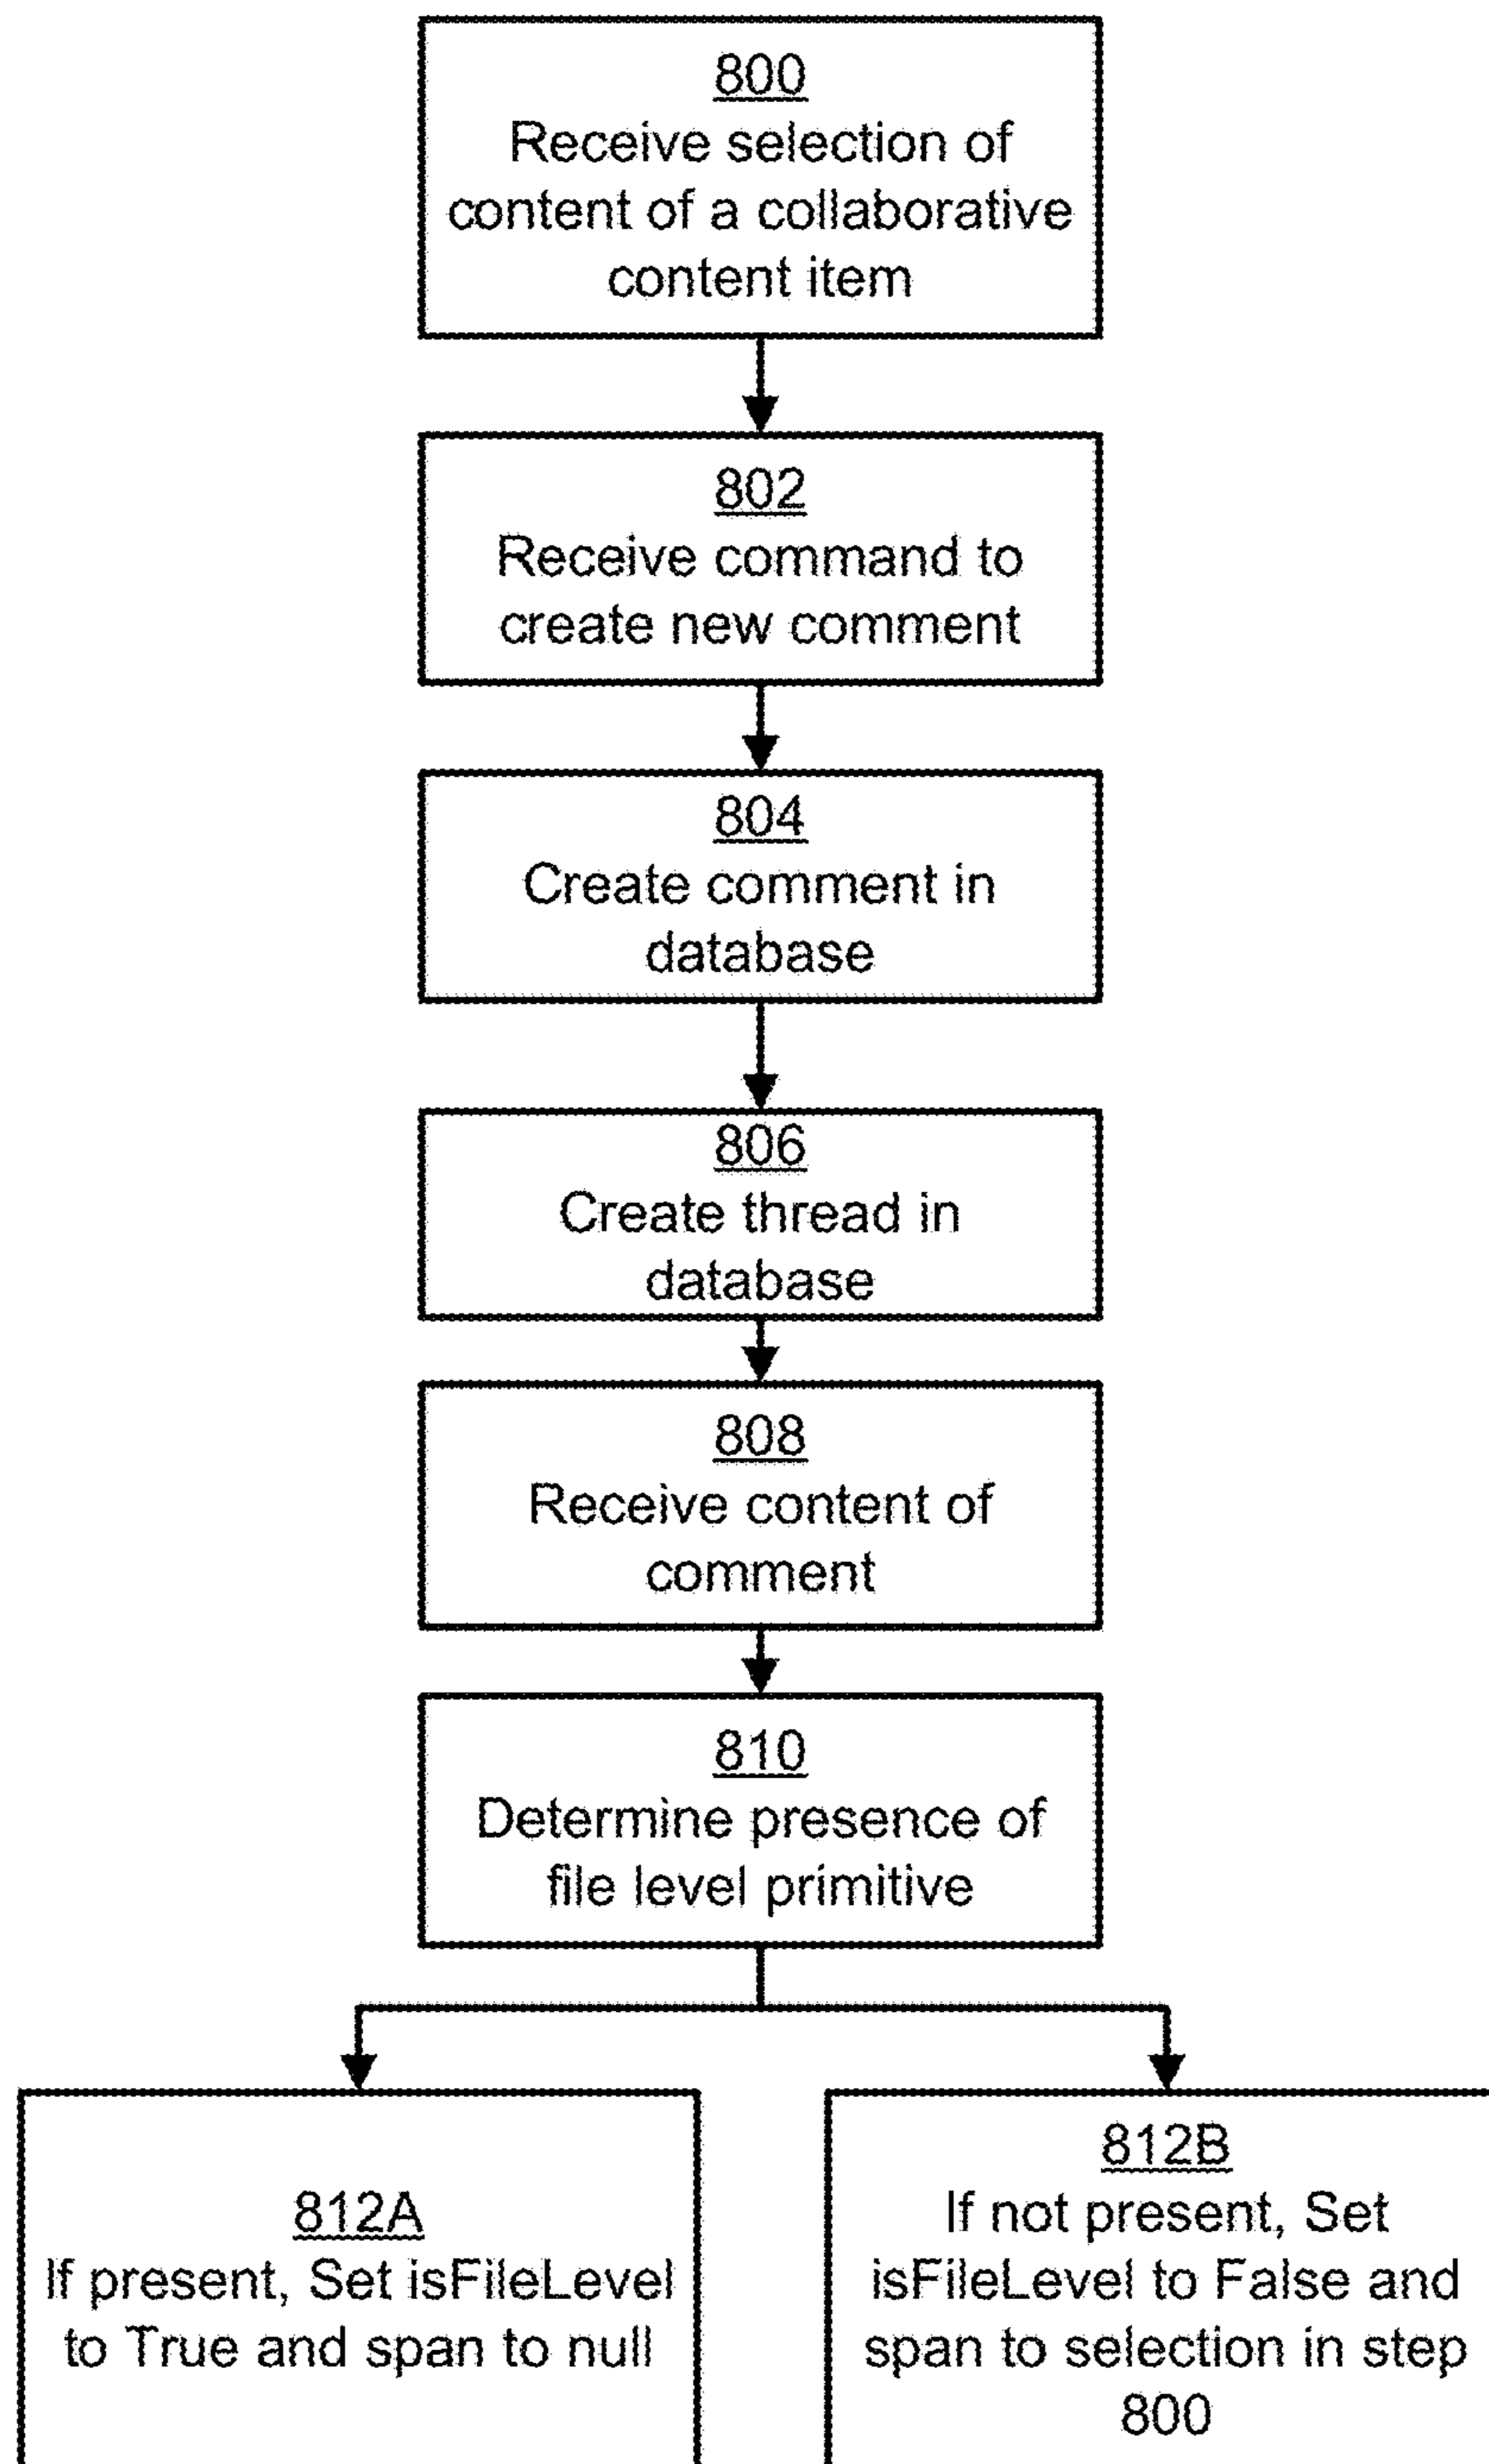 800
Receive selection of
content of a collaborative
content item
802
Receive command to
create new comment
804
Create comment in
database
806
Create thread in
database
808
Receive content of
comment
810
Determine presence of
file level primitive
812A
If present, Set isFileLevel
to True and span to null
812B
If not present, Set
isFileLevel to False and
span to selection in step
800